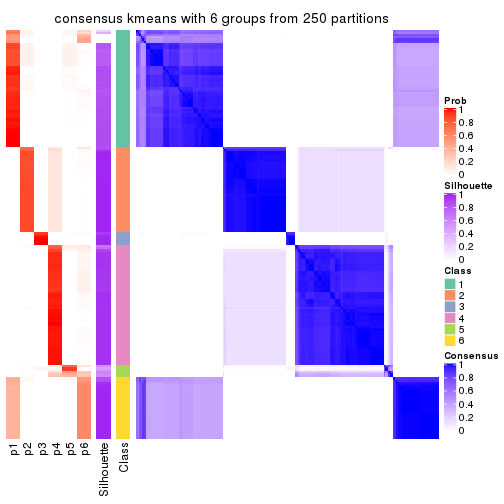 consensus kmeans with 6 groups from 250 partitions
Prob
1
0.8
0.6
0.4
0.2
0
Silhouette
1
0.8
0.6
0.4
0.2
0
Class
1
2
3
4
5
6
Consensus
1
0.8
0.6
0.4
0.2
0
p1
p2
p3
p4
p5
p6
Silhouette
Class